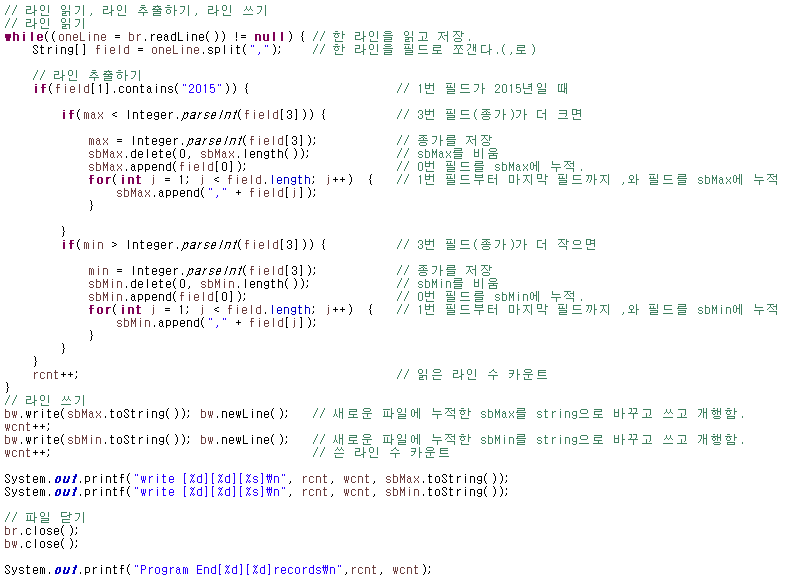 // 라인 읽기, 라인 추출하기, 라인 쓰기
// 라인 읽기
while((oneLine = br.readLine()) != null) { // 한 라인을 읽고 저장.
    String[] field = oneLine.split(",");    // 한 라인을 필드로 쪼갠다.(,로)
    // 라인 추출하기
    if(field[1].contains("2015")) {                    // 1번 필드가 2015년일 때
        if(max < Integer.parseInt(field[3])) {         // 3번 필드(종가)가 더 크면
            max = Integer.parseInt(field[3]);          // 종가를 저장
            sbMax.delete(0, sbMax.length());           // sbMax를 비움
            sbMax.append(field[0]);                    // 0번 필드를 sbMax에 누적.
            for(int j = 1; j < field.length; j++)  {   // 1번 필드부터 마지막 필드까지 ,와 필드를 sbMax에 누적
                sbMax.append("," + field[j]);
            }
        }
        if(min > Integer.parseInt(field[3])) {         // 3번 필드(종가)가 더 작으면
            min = Integer.parseInt(field[3]);          // 종가를 저장
            sbMin.delete(0, sbMin.length());           // sbMin를 비움
            sbMin.append(field[0]);                    // 0번 필드를 sbMin에 누적.
            for(int j = 1; j < field.length; j++)  {   // 1번 필드부터 마지막 필드까지 ,와 필드를 sbMin에 누적
                sbMin.append("," + field[j]);
            }
        }
    }
    rcnt++;                                            // 읽은 라인 수 카운트
}
// 라인 쓰기
bw.write(sbMax.toString()); bw.newLine();   // 새로운 파일에 누적한 sbMax를 string으로 바꾸고 쓰고 개행함.
wcnt++;
bw.write(sbMin.toString()); bw.newLine();   // 새로운 파일에 누적한 sbMin를 string으로 바꾸고 쓰고 개행함.
wcnt++;                                     // 쓴 라인 수 카운트
System.out.printf("write [%d][%d][%s]\n", rcnt, wcnt, sbMax.toString());
System.out.printf("write [%d][%d][%s]\n", rcnt, wcnt, sbMin.toString());
// 파일 닫기
br.close();
bw.close();
System.out.printf("Program End[%d][%d]records\n",rcnt, wcnt);